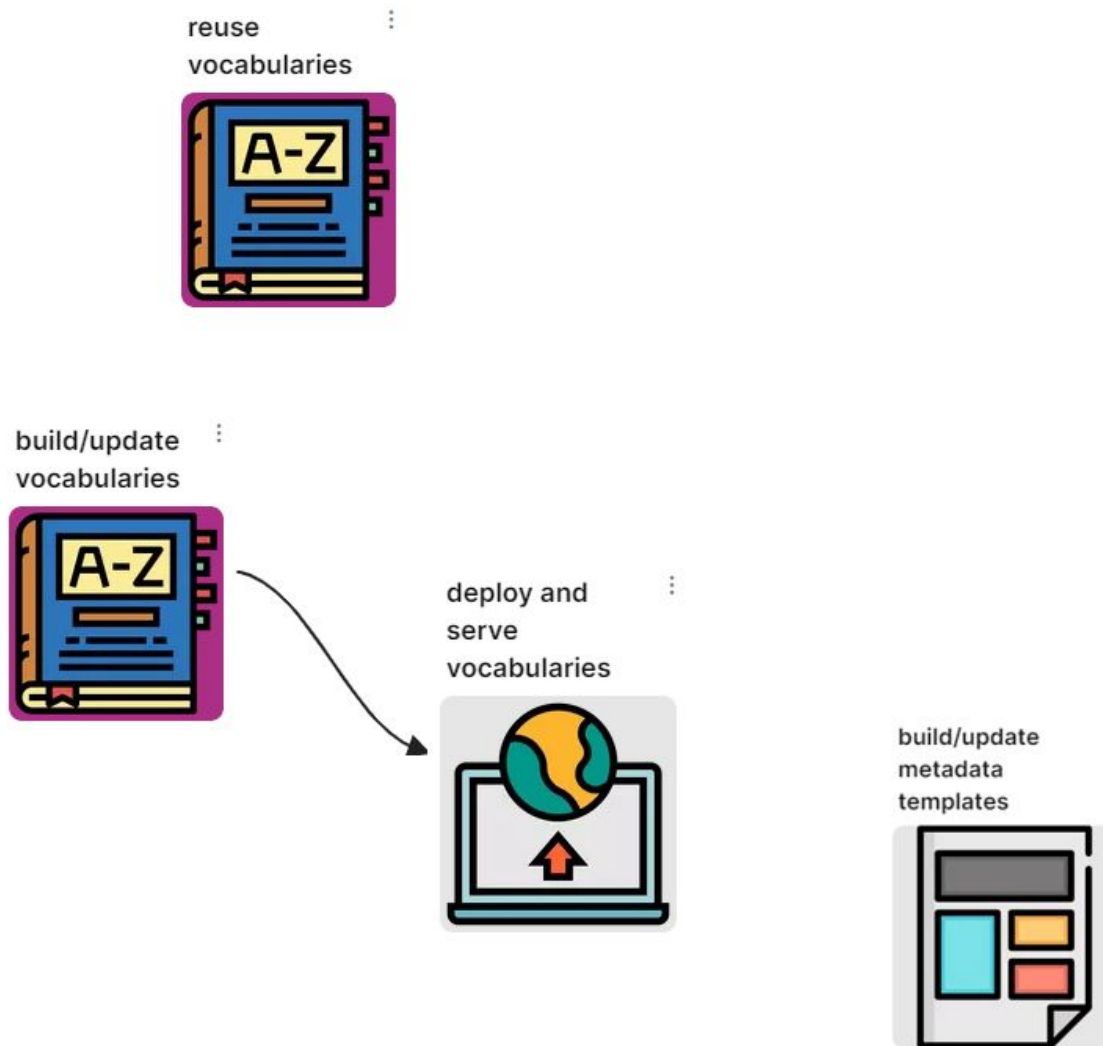 reuse
vocabularies
A-Z
build/update
vocabularies
A-Z
deploy and
serve
vocabularies
build/update
metadata
templates